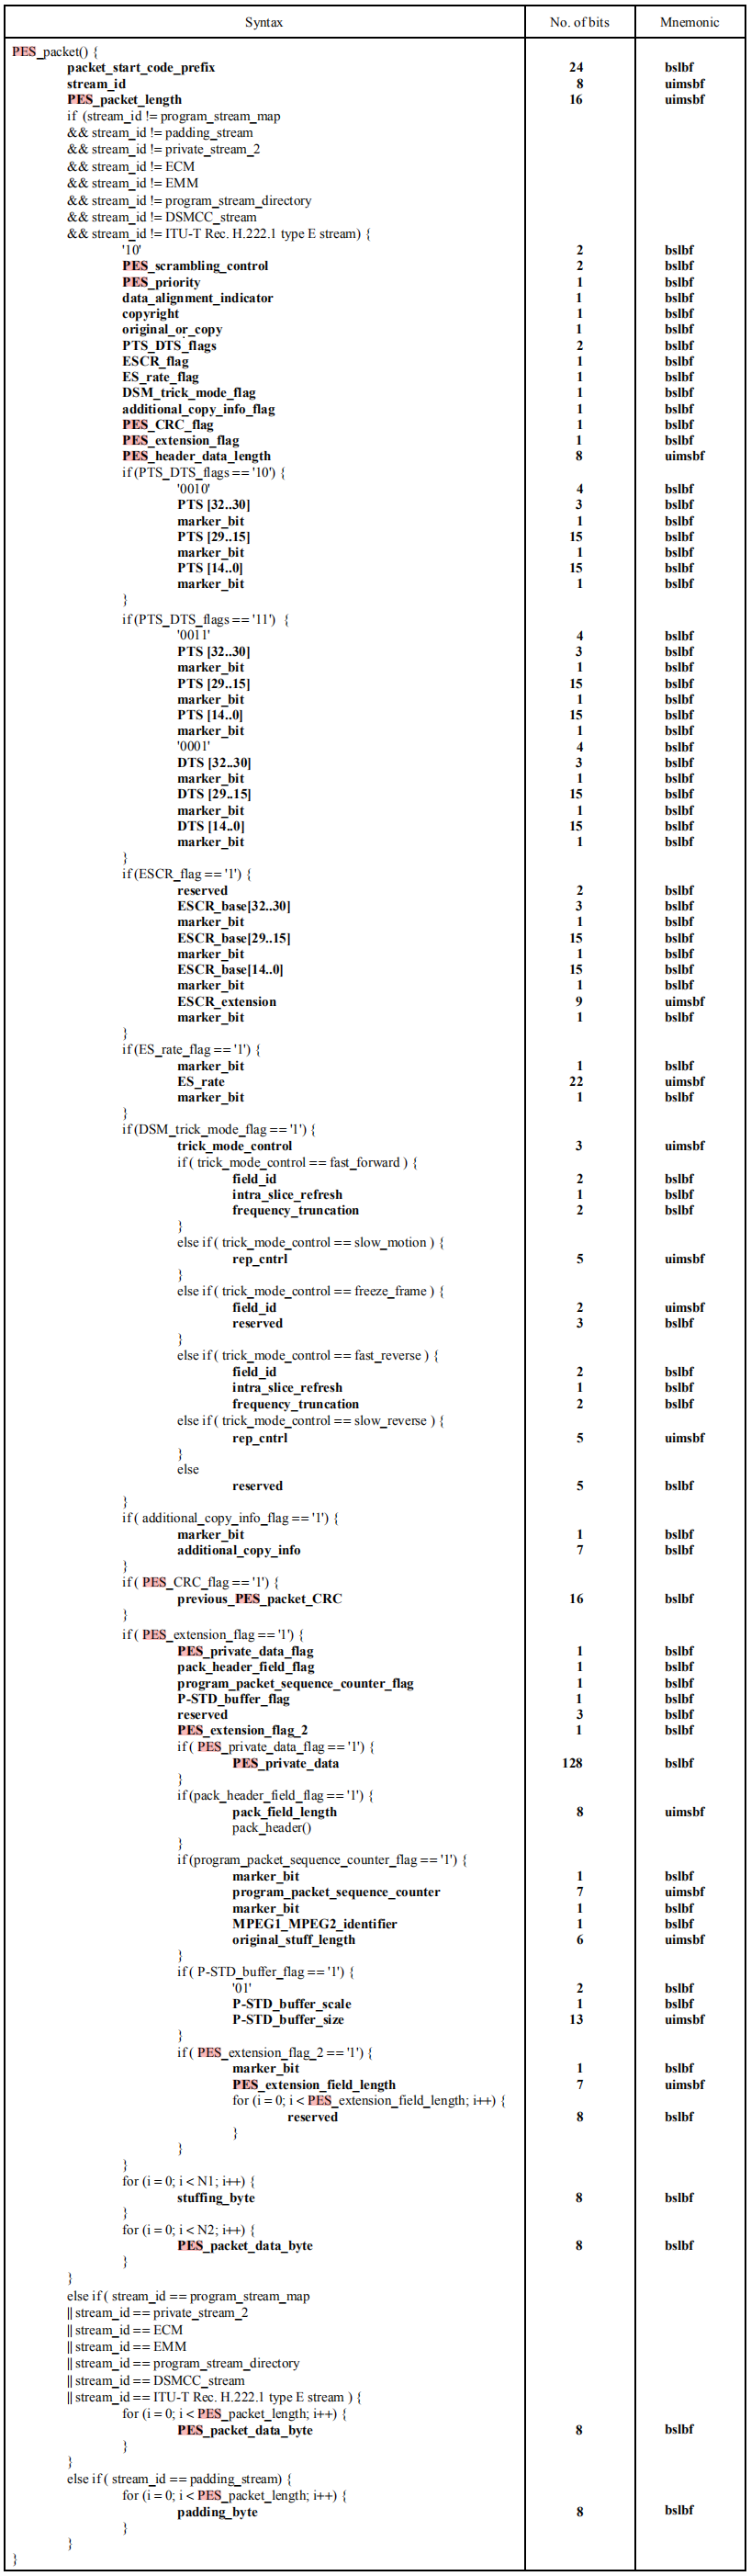 Syntax No. of bits Mnemonic
PES_packet() {
packet_start_code_prefix 24 bslbf
stream_id 8 uimsbf
PES_packet_length 16 uimsbf
if (stream_id != program_stream_map
&& stream_id != padding_stream
&& stream_id != private_stream_2
&& stream_id != ECM
&& stream_id != EMM
&& stream_id != program_stream_directory
&& stream_id != DSMCC_stream
&& stream_id != ITU-T Rec. H.222.1 type E stream) {
'10' 2 bslbf
PES_scrambling_control 2 bslbf
PES_priority 1 bslbf
data_alignment_indicator 1 bslbf
copyright 1 bslbf
original_or_copy 1 bslbf
PTS_DTS_flags 2 bslbf
ESCR_flag 1 bslbf
ES_rate_flag 1 bslbf
DSM_trick_mode_flag 1 bslbf
additional_copy_info_flag 1 bslbf
PES_CRC_flag 1 bslbf
PES_extension_flag 1 bslbf
PES_header_data_length 8 uimsbf
if (PTS_DTS_flags == '10') {
'0010' 4 bslbf
PTS [32..30] 3 bslbf
marker_bit 1 bslbf
PTS [29..15] 15 bslbf
marker_bit 1 bslbf
PTS [14..0] 15 bslbf
marker_bit 1 bslbf
}
if (PTS_DTS_flags == '11') {
'0011' 4 bslbf
PTS [32..30] 3 bslbf
marker_bit 1 bslbf
PTS [29..15] 15 bslbf
marker_bit 1 bslbf
PTS [14..0] 15 bslbf
marker_bit 1 bslbf
'0001' 4 bslbf
DTS [32..30] 3 bslbf
marker_bit 1 bslbf
DTS [29..15] 15 bslbf
marker_bit 1 bslbf
DTS [14..0] 15 bslbf
marker_bit 1 bslbf
}
if (ESCR_flag == '1') {
reserved 2 bslbf
ESCR_base[32..30] 3 bslbf
marker_bit 1 bslbf
ESCR_base[29..15] 15 bslbf
marker_bit 1 bslbf
ESCR_base[14..0] 15 bslbf
marker_bit 1 bslbf
ESCR_extension 9 uimsbf
marker_bit 1 bslbf
}
if (ES_rate_flag == '1') {
marker_bit 1 bslbf
ES_rate 22 uimsbf
marker_bit 1 bslbf
}
if (DSM_trick_mode_flag == '1') {
trick_mode_control 3 uimsbf
if ( trick_mode_control == fast_forward ) {
field_id 2 bslbf
intra_slice_refresh 1 bslbf
frequency_truncation 2 bslbf
}
else if ( trick_mode_control == slow_motion ) {
rep_cntrl 5 uimsbf
}
else if ( trick_mode_control == freeze_frame ) {
field_id 2 uimsbf
reserved 3 bslbf
}
else if ( trick_mode_control == fast_reverse ) {
field_id 2 bslbf
intra_slice_refresh 1 bslbf
frequency_truncation 2 bslbf
else if ( trick_mode_control == slow_reverse ) {
rep_cntrl 5 uimsbf
}
else
reserved 5 bslbf
}
if ( additional_copy_info_flag == '1') {
marker_bit 1 bslbf
additional_copy_info 7 bslbf
}
if ( PES_CRC_flag == '1') {
previous_PES_packet_CRC 16 bslbf
}
if ( PES_extension_flag == '1') {
PES_private_data_flag 1 bslbf
pack_header_field_flag 1 bslbf
program_packet_sequence_counter_flag 1 bslbf
P-STD_buffer_flag 1 bslbf
reserved 3 bslbf
PES_extension_flag_2 1 bslbf
if ( PES_private_data_flag == '1') {
PES_private_data 128 bslbf
}
if (pack_header_field_flag == '1') {
pack_field_length 8 uimsbf
pack_header()
}
if (program_packet_sequence_counter_flag == '1') {
marker_bit 1 bslbf
program_packet_sequence_counter 7 uimsbf
marker_bit 1 bslbf
MPEG1_MPEG2_identifier 1 bslbf
original_stuff_length 6 uimsbf
}
if ( P-STD_buffer_flag == '1') {
'01' 2 bslbf
P-STD_buffer_scale 1 bslbf
P-STD_buffer_size 13 uimsbf
}
if ( PES_extension_flag_2 == '1') {
marker_bit 1 bslbf
PES_extension_field_length 7 uimsbf
for (i = 0; i < PES_extension_field_length; i++) {
reserved 8 bslbf
}
}
}
for (i = 0; i < N1; i++) {
stuffing_byte 8 bslbf
}
for (i = 0; i < N2; i++) {
PES_packet_data_byte 8 bslbf
}
}
else if ( stream_id == program_stream_map
|| stream_id == private_stream_2
|| stream_id == ECM
|| stream_id == EMM
|| stream_id == program_stream_directory
|| stream_id == DSMCC_stream
|| stream_id == ITU-T Rec. H.222.1 type E stream ) {
for (i = 0; i < PES_packet_length; i++) {
PES_packet_data_byte 8 bslbf
}
}
else if ( stream_id == padding_stream) {
for (i = 0; i < PES_packet_length; i++) {
padding_byte 8 bslbf
}
}
}